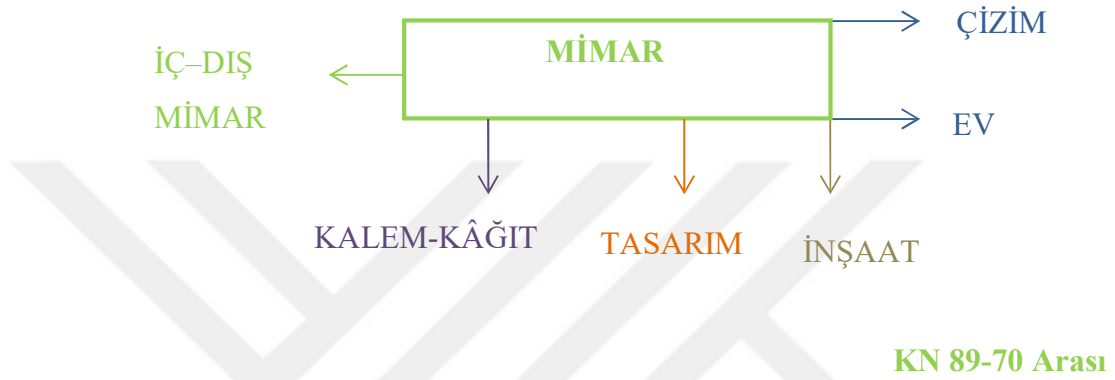 ÇİZİM
MİMAR
İÇ–DIŞ
MİMAR
EV
KALEM-KÂĞIT
TASARIM
İNŞAAT
KN 89-70 Arası